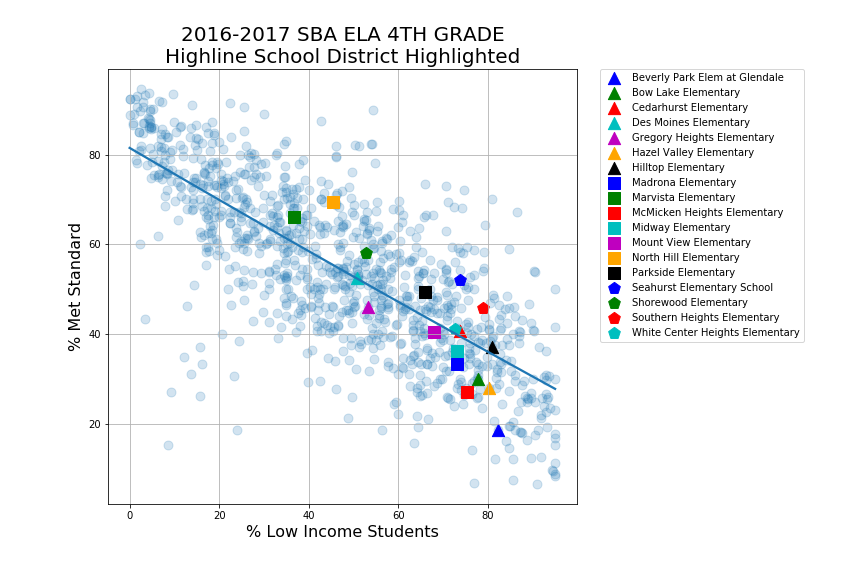 2016-2017 SBA ELA 4TH GRADE
Highline School District Highlighted
% Met Standard
80
60
40
20
0
20
40
60
80
% Low Income Students
Beverly Park Elem at Glendale
Bow Lake Elementary
Cedarhurst Elementary
Des Moines Elementary
Gregory Heights Elementary
Hazel Valley Elementary
Hilltop Elementary
Madrona Elementary
Marvista Elementary
McMicken Heights Elementary
Midway Elementary
Mount View Elementary
North Hill Elementary
Parkside Elementary
Seahurst Elementary School
Shorewood Elementary
Southern Heights Elementary
White Center Heights Elementary